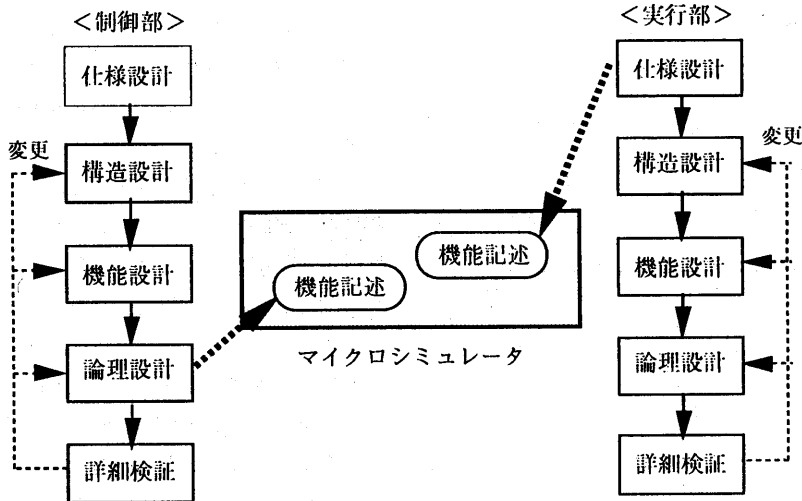 ＜制御部＞
仕様設計
変更
構造設計
機能設計
論理設計
詳細検証
機能記述
機能記述
マイクロシミュレータ
＜実行部＞
仕様設計
変更
構造設計
機能設計
論理設計
詳細検証